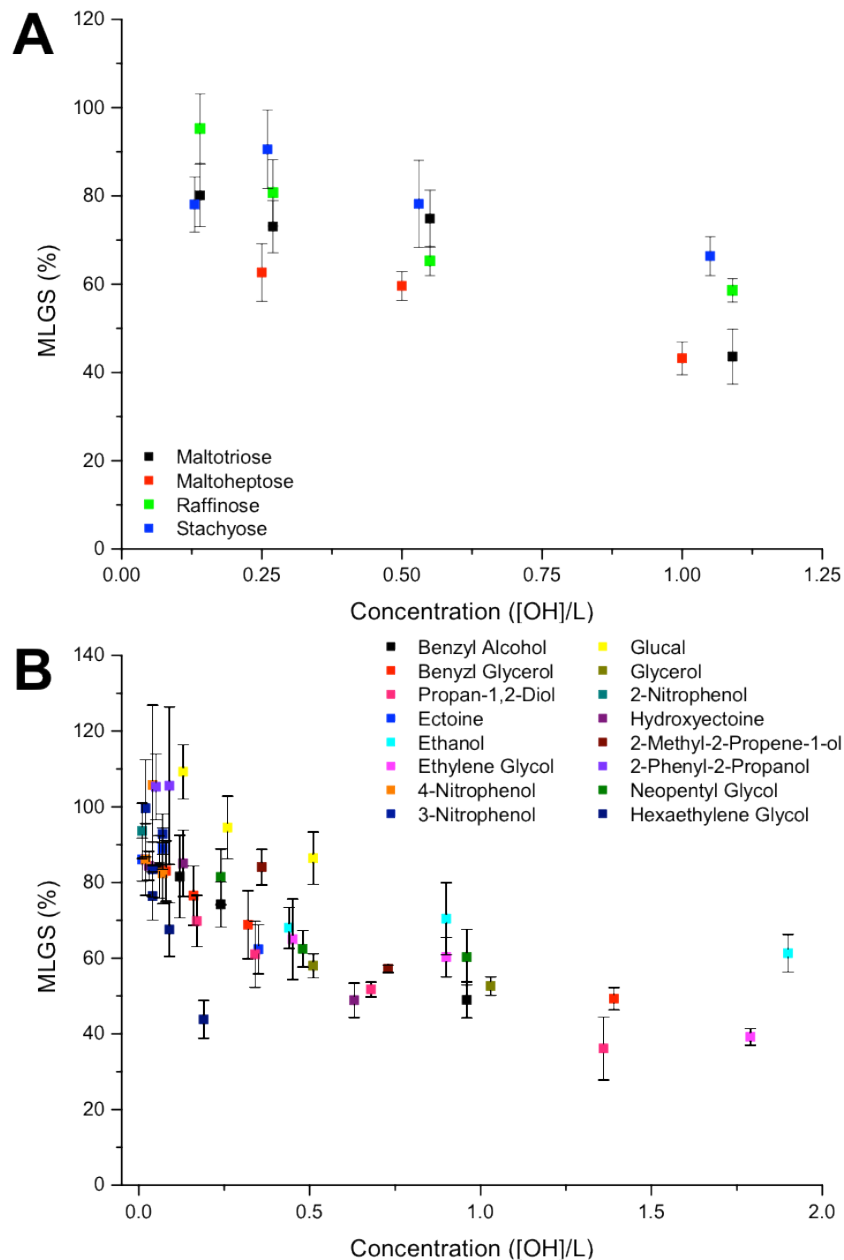 A
120
100
80
60
40
20
0
MLGS (%)
Maltotriose
Maltoheptose
Raffinose
Stachyose
0.00 0.25 0.50 0.75 1.00 1.25
Concentration ([OH]/L)
B
Benzyl Alcohol
Benyzl Glycerol
Propan-1,2-Diol
Ectoine
Ethanol
Ethylene Glycol
4-Nitrophenol
3-Nitrophenol
Glucal
Glycerol
2-Nitrophenol
Hydroxyectoine
2-Methyl-2-Propene-1-ol
2-Phenyl-2-Propanol
Neopentyl Glycol
Hexaethylene Glycol
140
120
100
80
60
40
20
0
MLGS (%)
0.0 0.5 1.0 1.5 2.0
Concentration ([OH]/L)